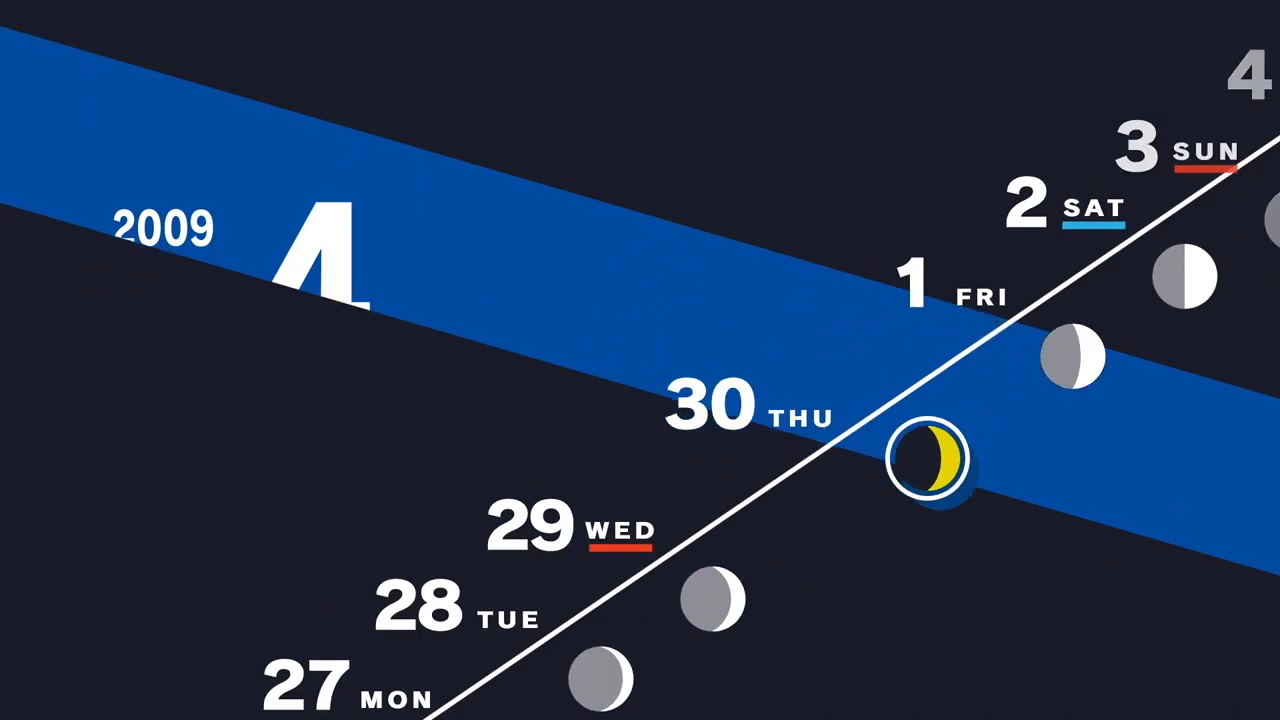 4
3 SUN
2 SAT
1 FRI
2009 4
30 THU
29 WED
28 TUE
27 MON